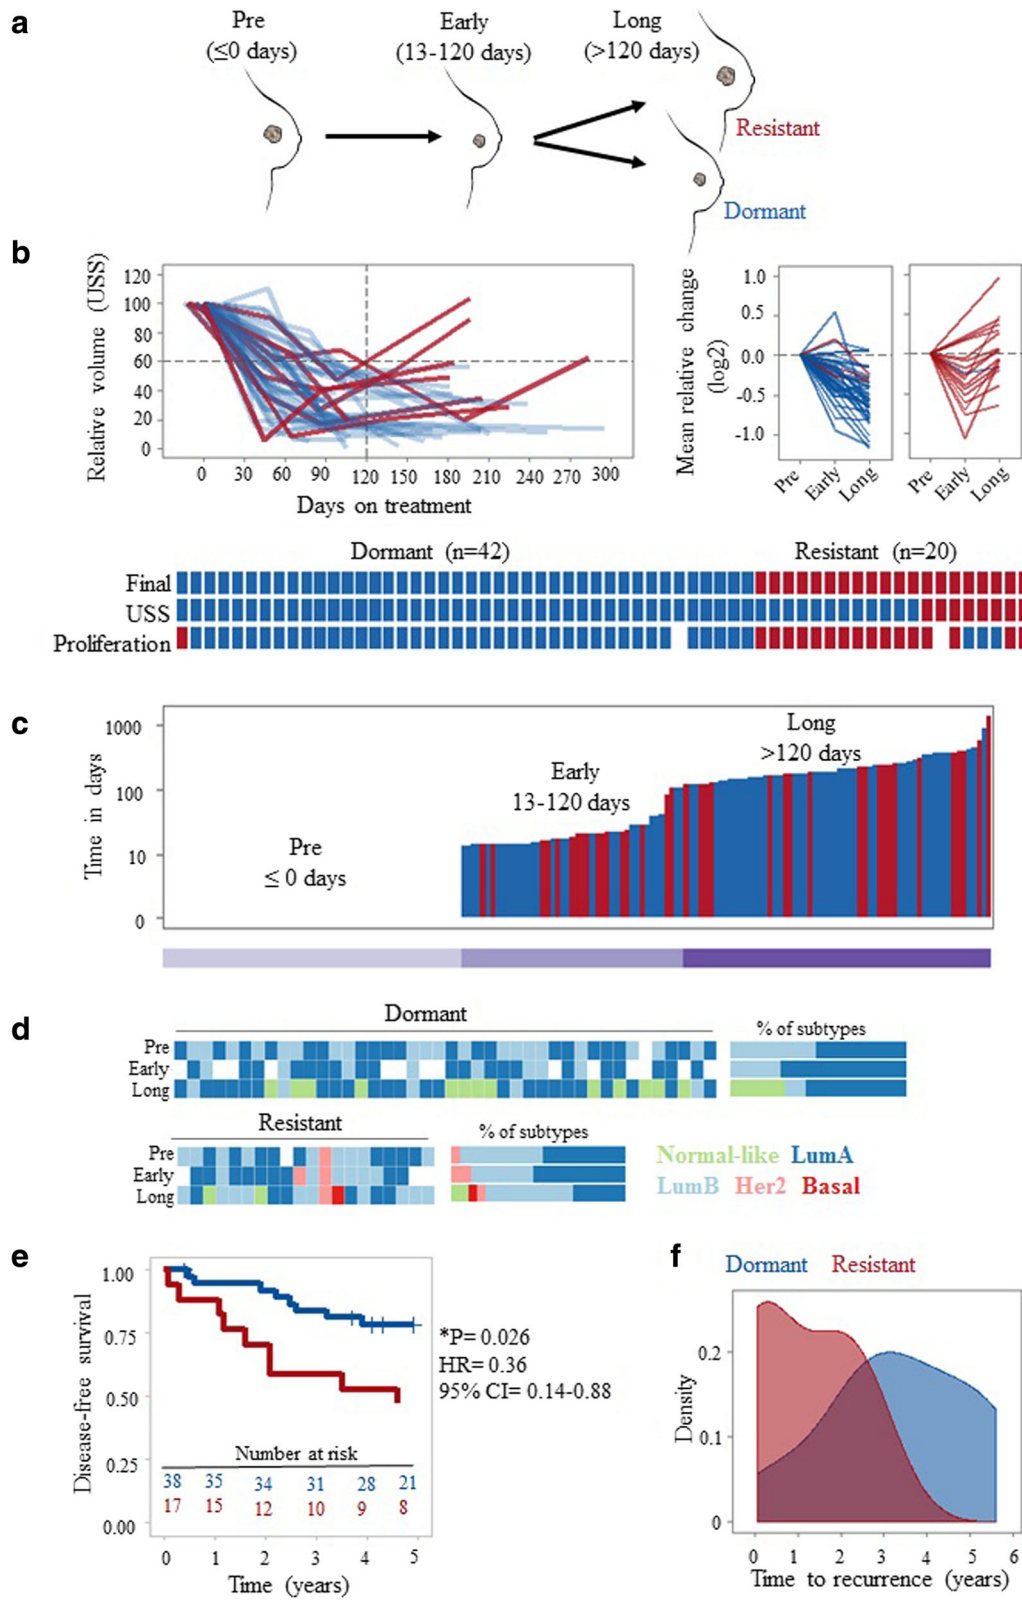 a
Pre
(≤0 days)
Early
(13-120 days)
Long
(>120 days)
Resistant
Dormant
b
Relative volume (USS)
120
100
80
60
40
20
0
0 30 60 90 120 150 180 210 240 270 300
Days on treatment
Mean relative change
(log2)
1.0
0.5
0.0
-0.5
-1.0
Pre Early Long
Pre Early Long
Dormant (n=42)
Resistant (n=20)
Final
USS
Proliferation
c
Time in days
1000
100
10
0
Pre
≤ 0 days
Early
13-120 days
Long
>120 days
d
Dormant
% of subtypes
Pre
Early
Long
Resistant
% of subtypes
Pre
Early
Long
Normal-like LumA
LumB Her2 Basal
e
Disease-free survival
1.00
0.75
0.50
0.25
0.00
*P= 0.026
HR= 0.36
95% CI= 0.14-0.88
Number at risk
38 35 34 31 28 21
17 15 12 10 9 8
0 1 2 3 4 5
Time (years)
f
Dormant Resistant
Density
0.2
0.1
0
0 1 2 3 4 5 6
Time to recurrence (years)